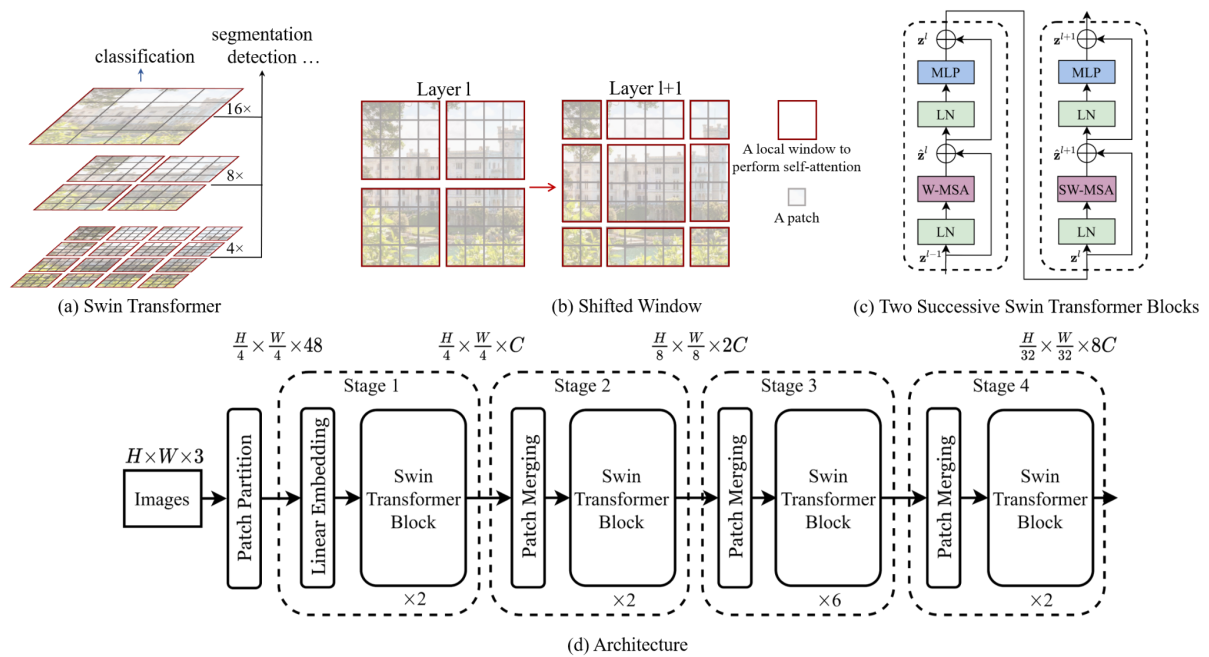 segmentation
classification
detection ...
16×
8×
4×
(a) Swin Transformer
Layer l
Layer l+1
A local window to
perform self-attention
A patch
(b) Shifted Window
z^l
MLP
LN
ẑ^l
W-MSA
LN
z^{l-1}
z^{l+1}
MLP
LN
ẑ^{l+1}
SW-MSA
LN
z^l
(c) Two Successive Swin Transformer Blocks
H/4 × W/4 × 48
H/4 × W/4 × C
H/8 × W/8 × 2C
H/32 × W/32 × 8C
Stage 1
Stage 2
Stage 3
Stage 4
H×W×3
Images
Patch Partition
Linear Embedding
Swin
Transformer
Block
×2
Patch Merging
Swin
Transformer
Block
×2
Patch Merging
Swin
Transformer
Block
×6
Patch Merging
Swin
Transformer
Block
×2
(d) Architecture